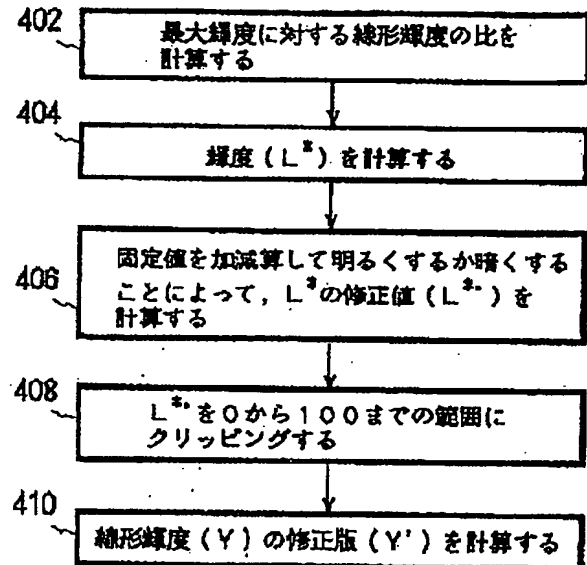 402
最大輝度に対する線形輝度の比を
計算する
404
輝度(L*)を計算する
406
固定値を加減算して明るくするか暗くする
ことによって,L*の修正値(L*')を
計算する
408
L*'を0から100までの範囲に
クリッピングする
410
線形輝度(Y)の修正版(Y')を計算する